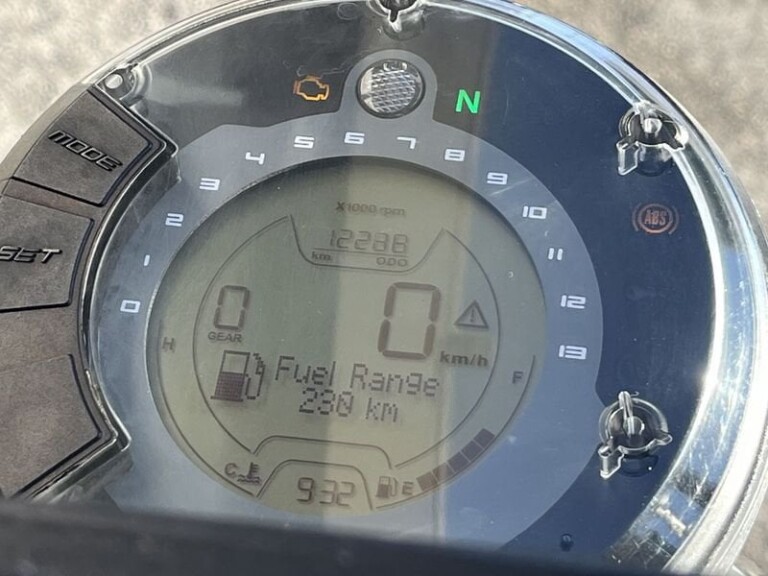 MODE
SET
N
ABS
0 1 2 3 4 5 6 7 8 9 10 11 12 13
X1000 rpm
12288
km ODO
0 0
GEAR km/h
H F
Fuel Range
230 km
C E
9:32